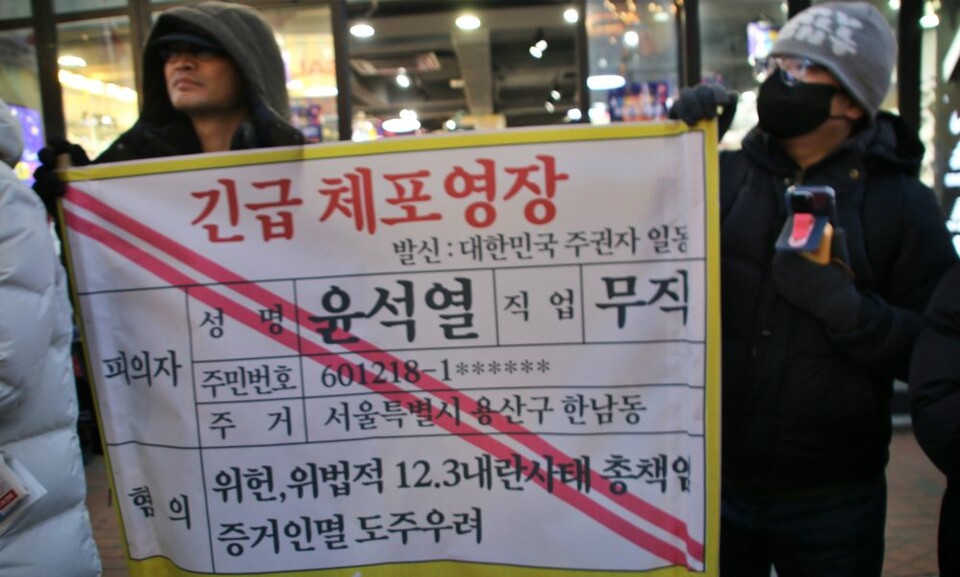 긴급 체포영장
발신 : 대한민국 주권자 일동
피의자
성 명 윤석열 직 업 무직
주민번호 601218-1******
주 거 서울특별시 용산구 한남동
혐 의
위헌,위법적 12.3내란사태 총책임
증거인멸 도주우려